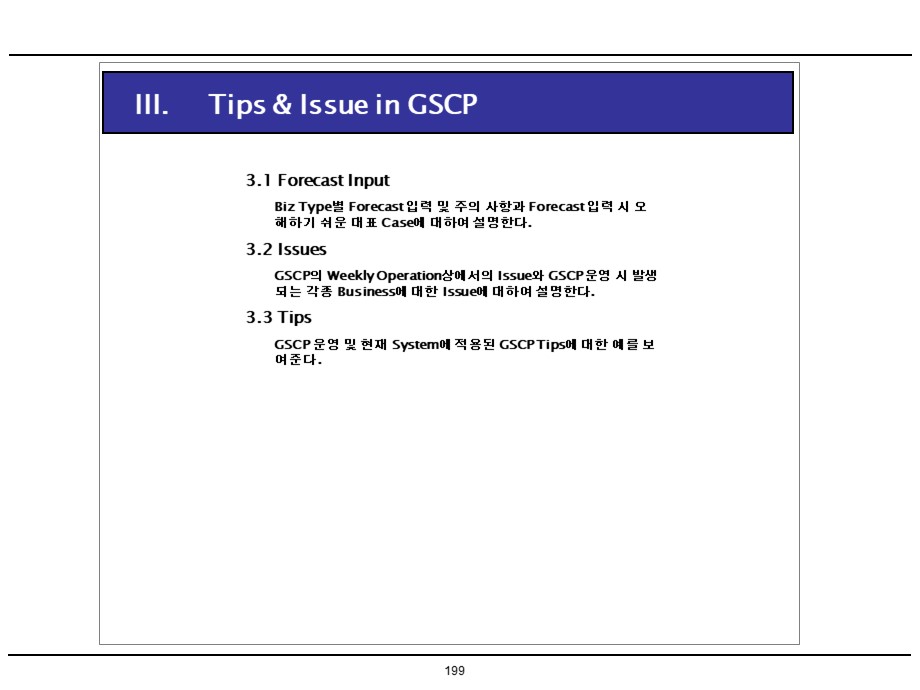 III. Tips & Issue in GSCP
3.1 Forecast Input
Biz Type별 Forecast 입력 및 주의 사항과 Forecast 입력 시 오
해하기 쉬운 대표 Case에 대하여 설명한다.
3.2 Issues
GSCP의 Weekly Operation상에서의 Issue와 GSCP 운영 시 발생
되는 각종 Business에 대한 Issue에 대하여 설명한다.
3.3 Tips
GSCP 운영 및 현재 System에 적용된 GSCP Tips에 대한 예를 보
여준다.
199